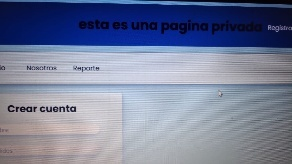 esta es una pagina privada
Nosotros Reporte
Crear cuenta